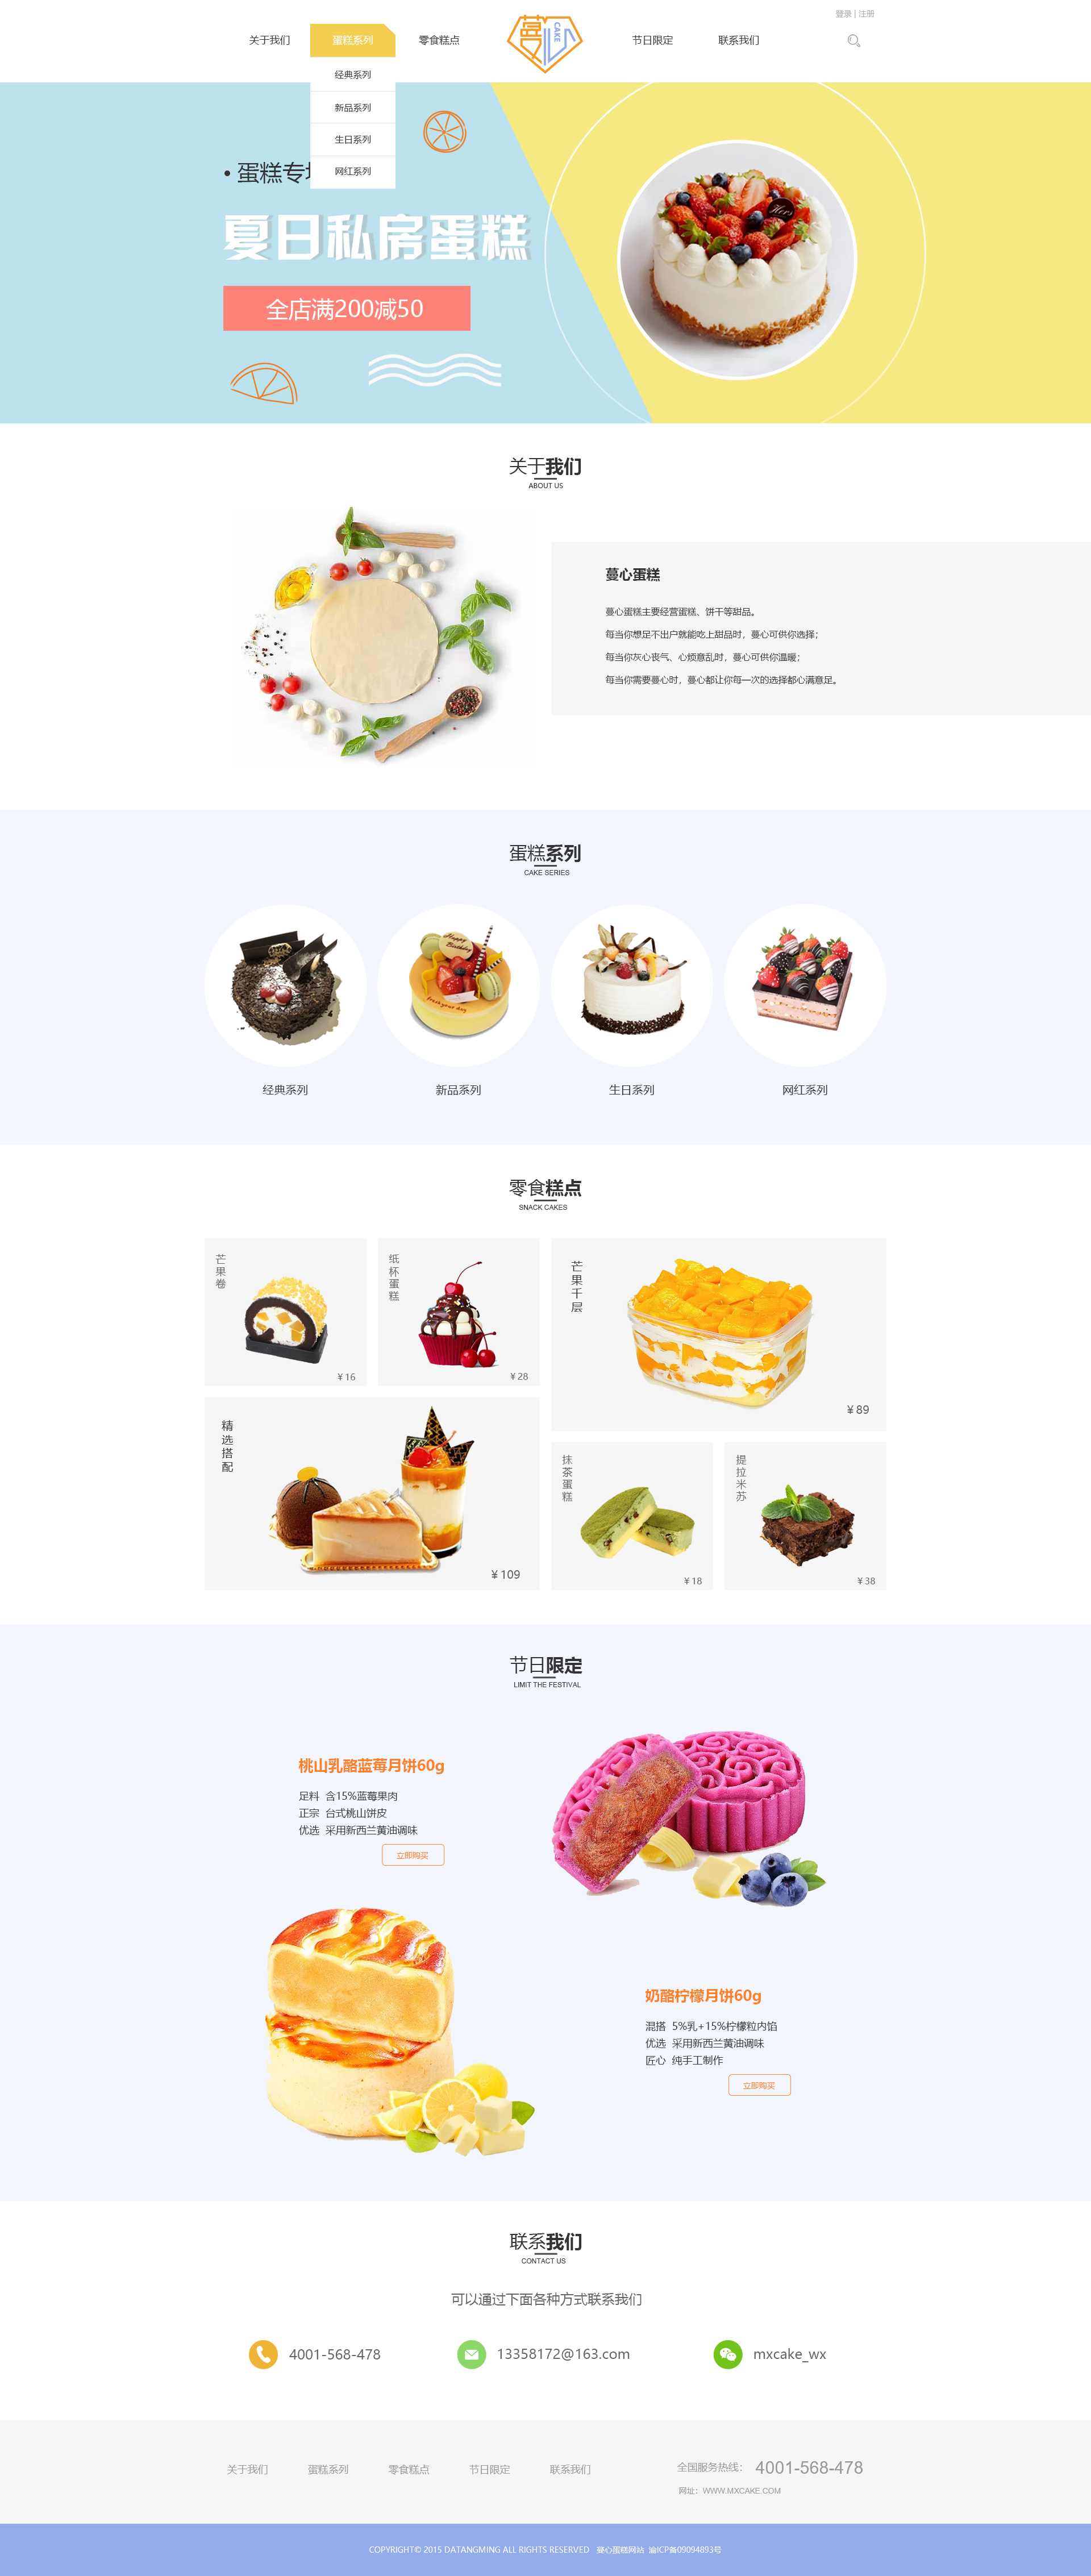 登录 | 注册
关于我们 蛋糕系列 零食糕点 蔓心 CAKE 节日限定 联系我们
经典系列
新品系列
生日系列
网红系列
• 蛋糕专
夏日私房蛋糕
全店满200减50
Hers
关于我们
ABOUT US
蔓心蛋糕
蔓心蛋糕主要经营蛋糕、饼干等甜品。
每当你想足不出户就能吃上甜品时，蔓心可供你选择；
每当你灰心丧气、心烦意乱时，蔓心可供你温暖；
每当你需要蔓心时，蔓心都让你每一次的选择都心满意足。
蛋糕系列
CAKE SERIES
Happy Birthday
fresh your day
经典系列 新品系列 生日系列 网红系列
零食糕点
SNACK CAKES
芒果卷
¥ 16
纸杯蛋糕
¥ 28
芒果千层
¥ 89
精选搭配
¥ 109
抹茶蛋糕
¥ 18
提拉米苏
¥ 38
节日限定
LIMIT THE FESTIVAL
桃山乳酪蓝莓月饼60g
足料 含15%蓝莓果肉
正宗 台式桃山饼皮
优选 采用新西兰黄油调味
立即购买
奶酪柠檬月饼60g
混搭 5%乳+15%柠檬粒内馅
优选 采用新西兰黄油调味
匠心 纯手工制作
立即购买
联系我们
CONTACT US
可以通过下面各种方式联系我们
4001-568-478 13358172@163.com mxcake_wx
关于我们 蛋糕系列 零食糕点 节日限定 联系我们
全国服务热线： 4001-568-478
网址：WWW.MXCAKE.COM
COPYRIGHT© 2015 DATANGMING ALL RIGHTS RESERVED 蔓心蛋糕网站 渝ICP备09094893号